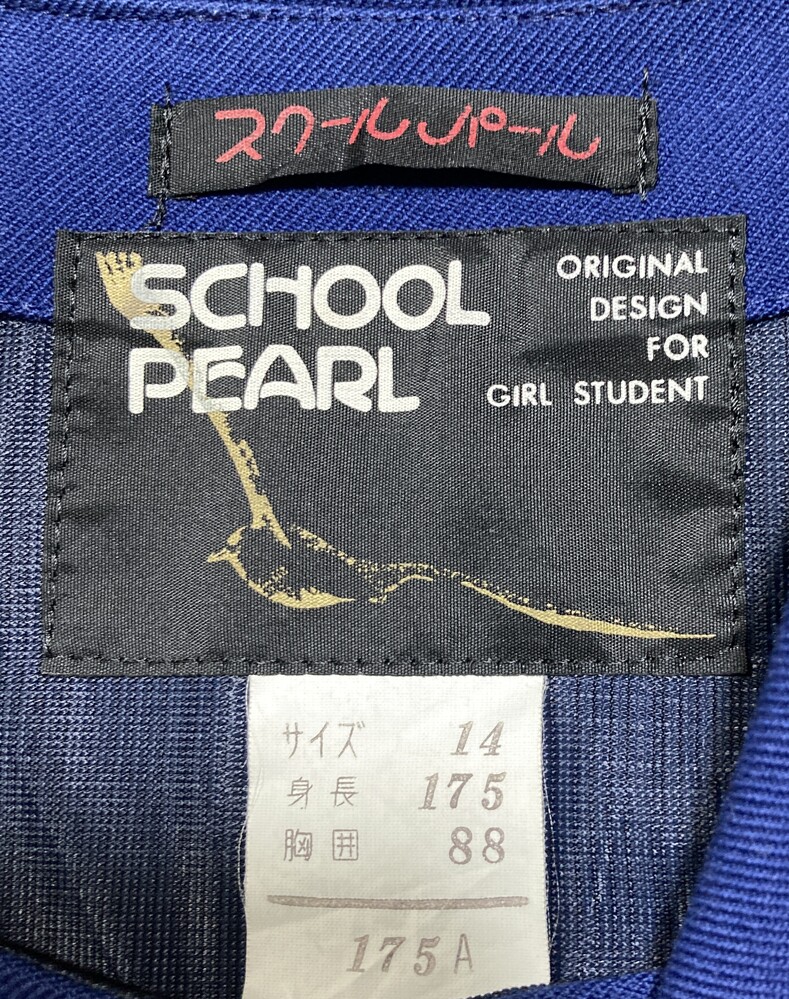 スクールパール
SCHOOL
PEARL
ORIGINAL
DESIGN
FOR
GIRL STUDENT
サイズ 14
身長 175
胸囲 88
175A